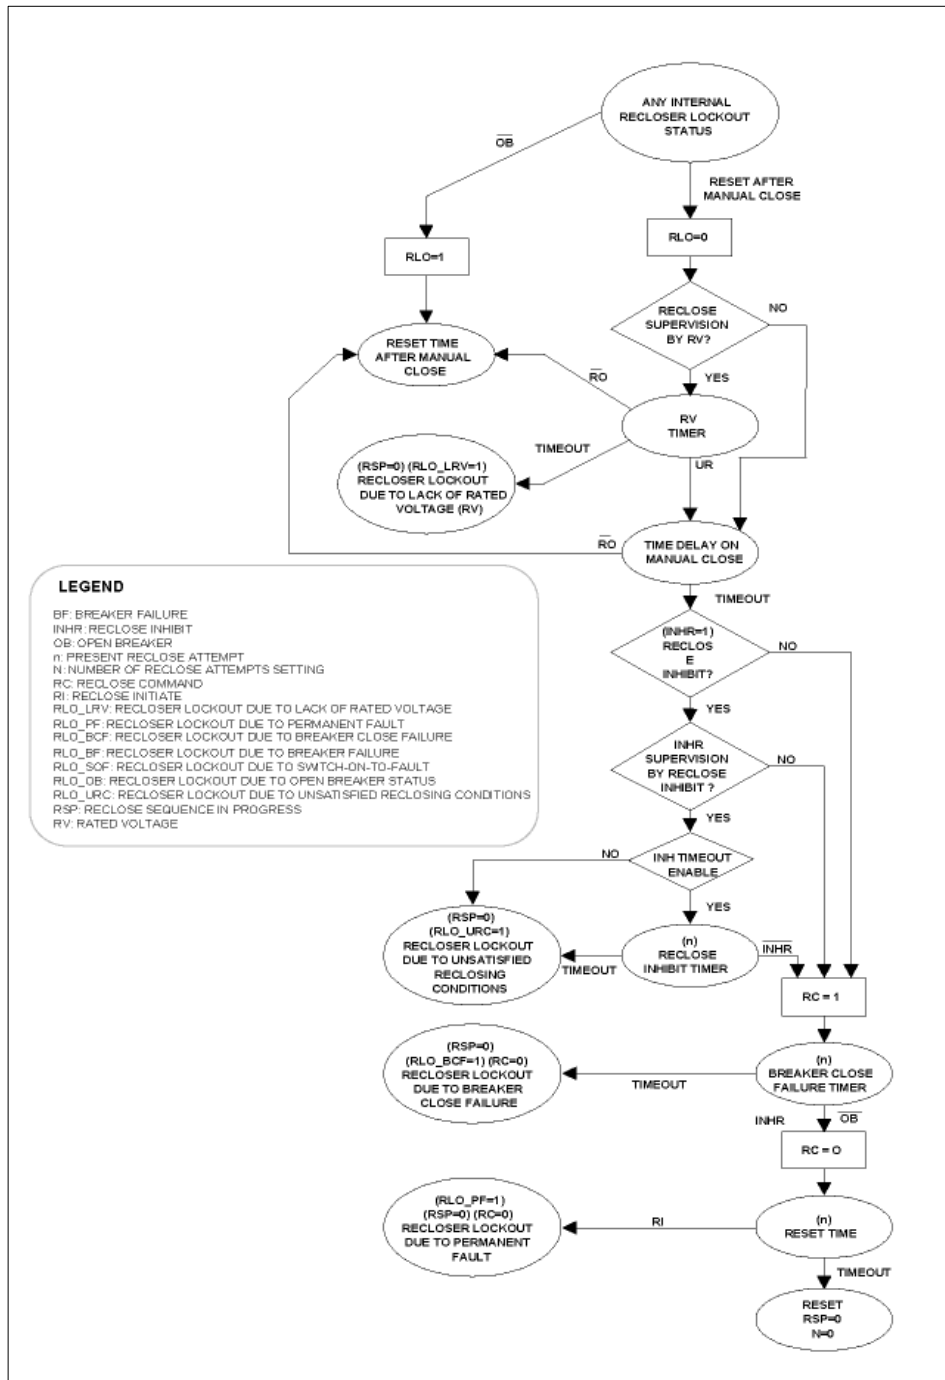 ANY INTERNAL
RECLOSER LOCKOUT
STATUS
O̅B̅
RESET AFTER
MANUAL CLOSE
RLO=1
RLO=0
RECLOSE
SUPERVISION
BY RV?
NO
YES
RESET TIME
AFTER MANUAL
CLOSE
R̅O̅
RV
TIMER
TIMEOUT
UR
(RSP=0) (RLO_LRV=1)
RECLOSER LOCKOUT
DUE TO LACK OF RATED
VOLTAGE (RV)
R̅O̅
TIME DELAY ON
MANUAL CLOSE
TIMEOUT
LEGEND
BF: BREAKER FAILURE
INHR: RECLOSE INHIBIT
OB: OPEN BREAKER
n: PRESENT RECLOSE ATTEMPT
N: NUMBER OF RECLOSE ATTEMPTS SETTING
RC: RECLOSE COMMAND
RI: RECLOSE INITIATE
RLO_LRV: RECLOSER LOCKOUT DUE TO LACK OF RATED VOLTAGE
RLO_PF: RECLOSER LOCKOUT DUE TO PERMANENT FAULT
RLO_BCF: RECLOSER LOCKOUT DUE TO BREAKER CLOSE FAILURE
RLO_BF: RECLOSER LOCKOUT DUE TO BREAKER FAILURE
RLO_SOF: RECLOSER LOCKOUT DUE TO SWITCH-ON-TO-FAULT
RLO_OB: RECLOSER LOCKOUT DUE TO OPEN BREAKER STATUS
RLO_URC: RECLOSER LOCKOUT DUE TO UNSATISFIED RECLOSING CONDITIONS
RSP: RECLOSE SEQUENCE IN PROGRESS
RV: RATED VOLTAGE
(INHR=1)
RECLOS
E
INHIBIT?
NO
YES
INHR
SUPERVISION
BY RECLOSE
INHIBIT ?
NO
YES
INH TIMEOUT
ENABLE
NO
YES
(RSP=0)
(RLO_URC=1)
RECLOSER LOCKOUT
DUE TO UNSATISFIED
RECLOSING
CONDITIONS
TIMEOUT
(n)
RECLOSE
INHIBIT TIMER
I̅N̅H̅R̅
RC = 1
(RSP=0)
(RLO_BCF=1) (RC=0)
RECLOSER LOCKOUT
DUE TO BREAKER
CLOSE FAILURE
TIMEOUT
(n)
BREAKER CLOSE
FAILURE TIMER
INHR
O̅B̅
RC = O
(RLO_PF=1)
(RSP=0) (RC=0)
RECLOSER LOCKOUT
DUE TO PERMANENT
FAULT
RI
(n)
RESET TIME
TIMEOUT
RESET
RSP=0
N=0